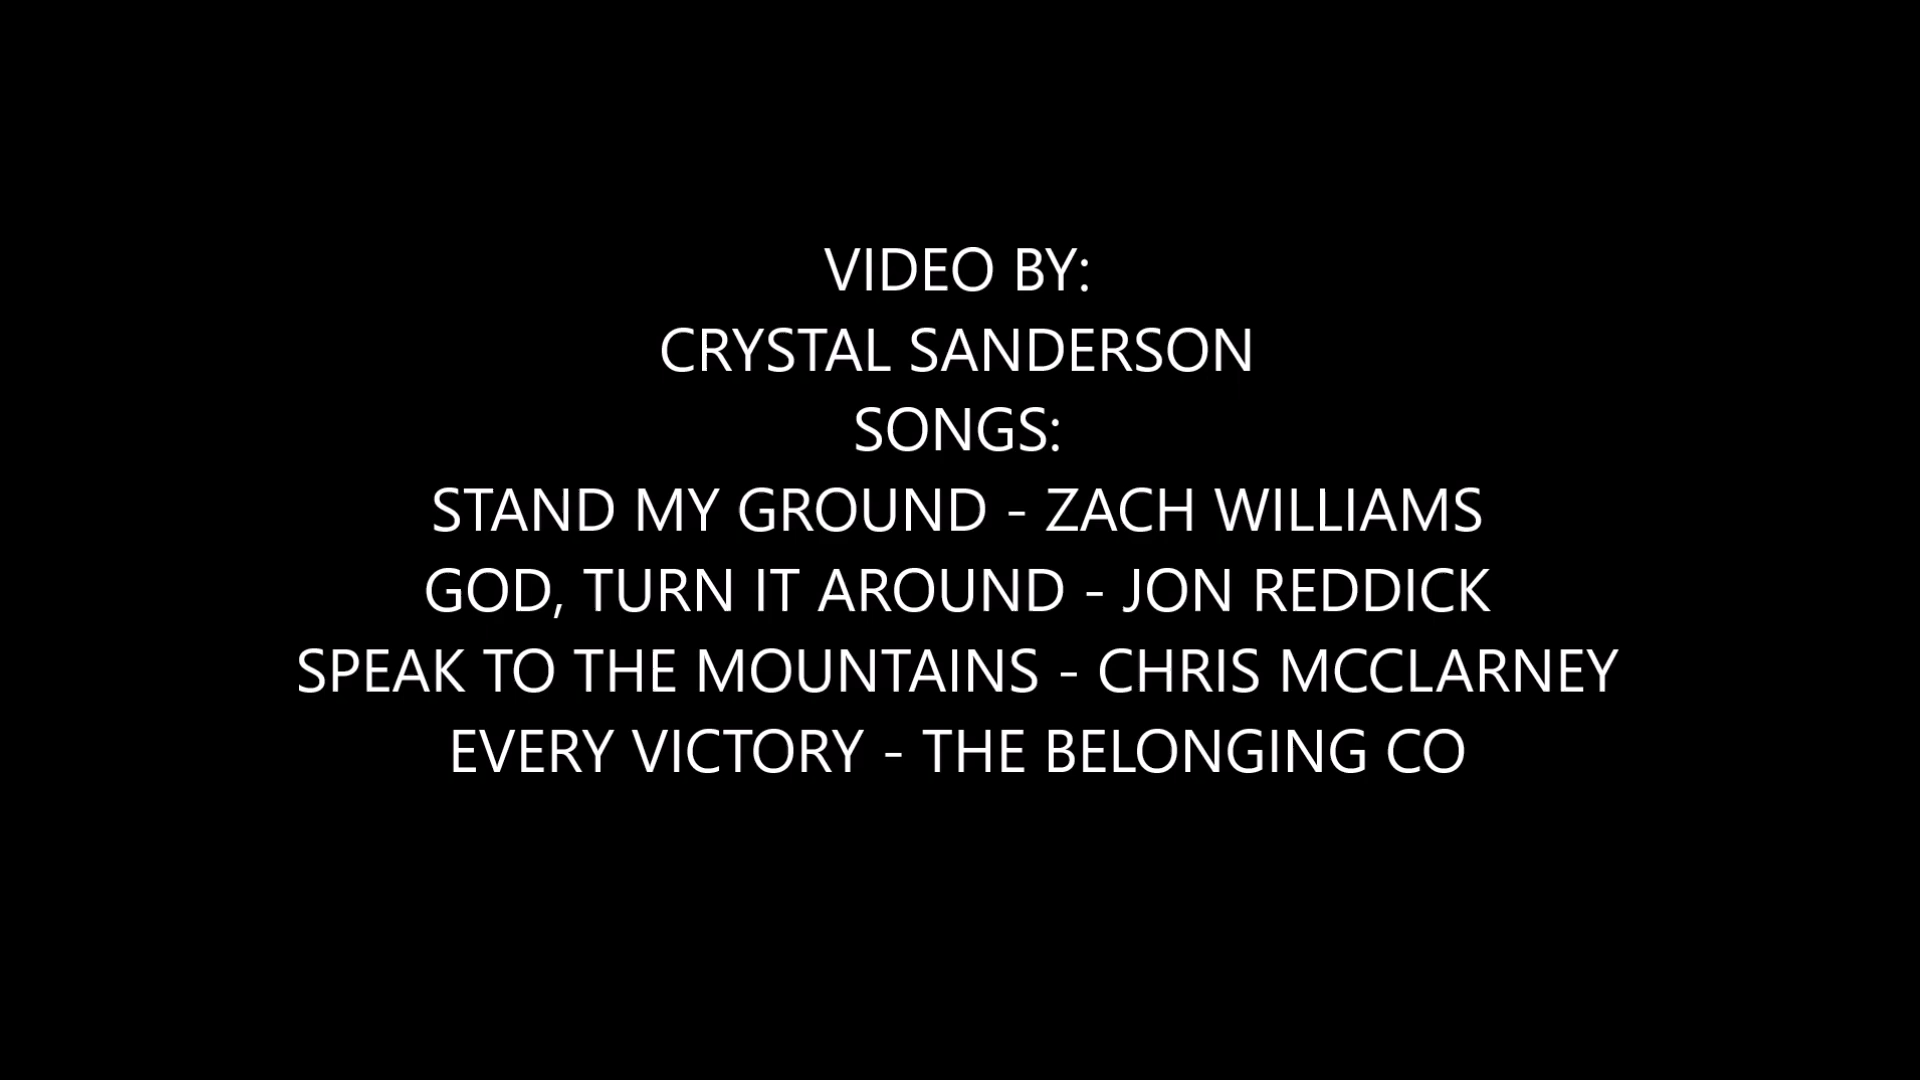 VIDEO BY:
CRYSTAL SANDERSON
SONGS:
STAND MY GROUND - ZACH WILLIAMS
GOD, TURN IT AROUND - JON REDDICK
SPEAK TO THE MOUNTAINS - CHRIS MCCLARNEY
EVERY VICTORY - THE BELONGING CO